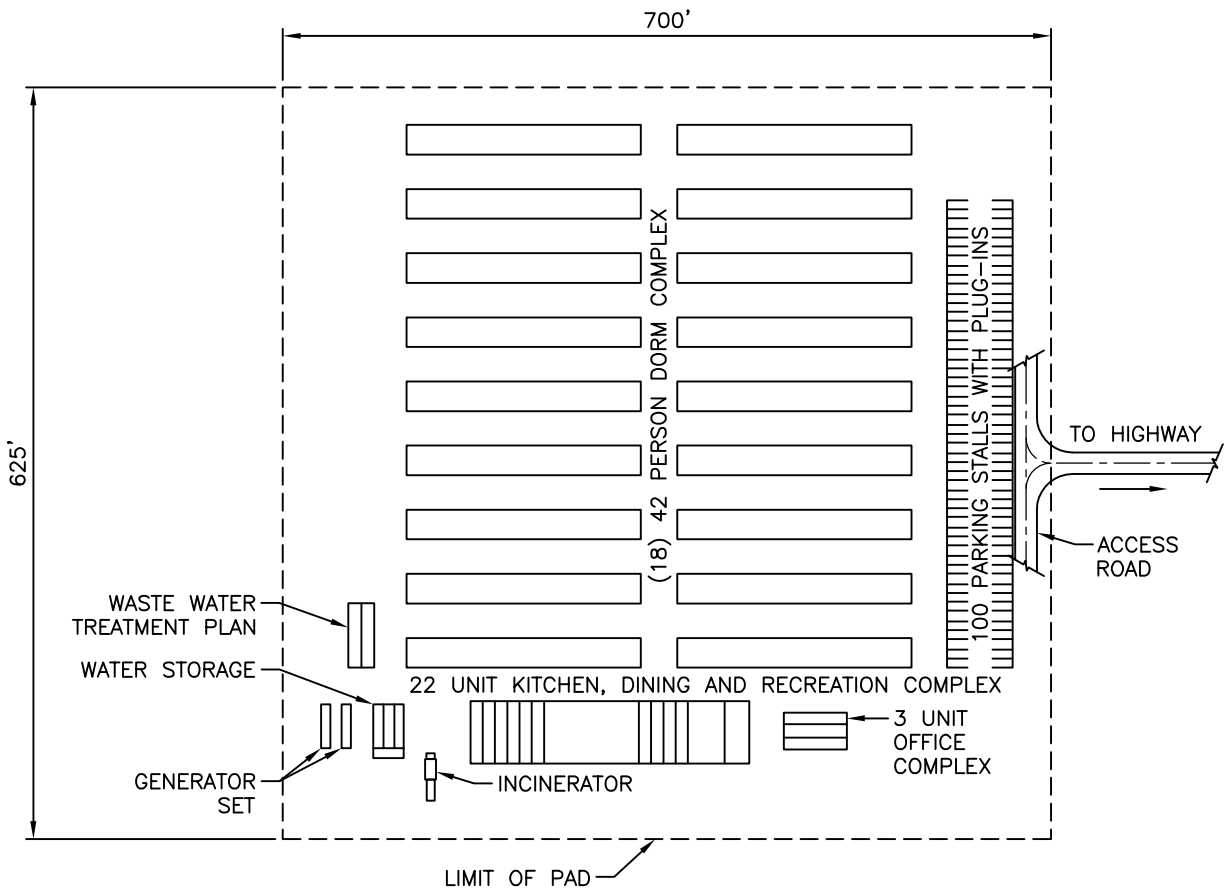 700'
625'
(18) 42 PERSON DORM COMPLEX
100 PARKING STALLS WITH PLUG-INS
TO HIGHWAY
ACCESS
ROAD
WASTE WATER
TREATMENT PLAN
WATER STORAGE
22 UNIT KITCHEN, DINING AND RECREATION COMPLEX
3 UNIT
OFFICE
COMPLEX
GENERATOR
SET
INCINERATOR
LIMIT OF PAD